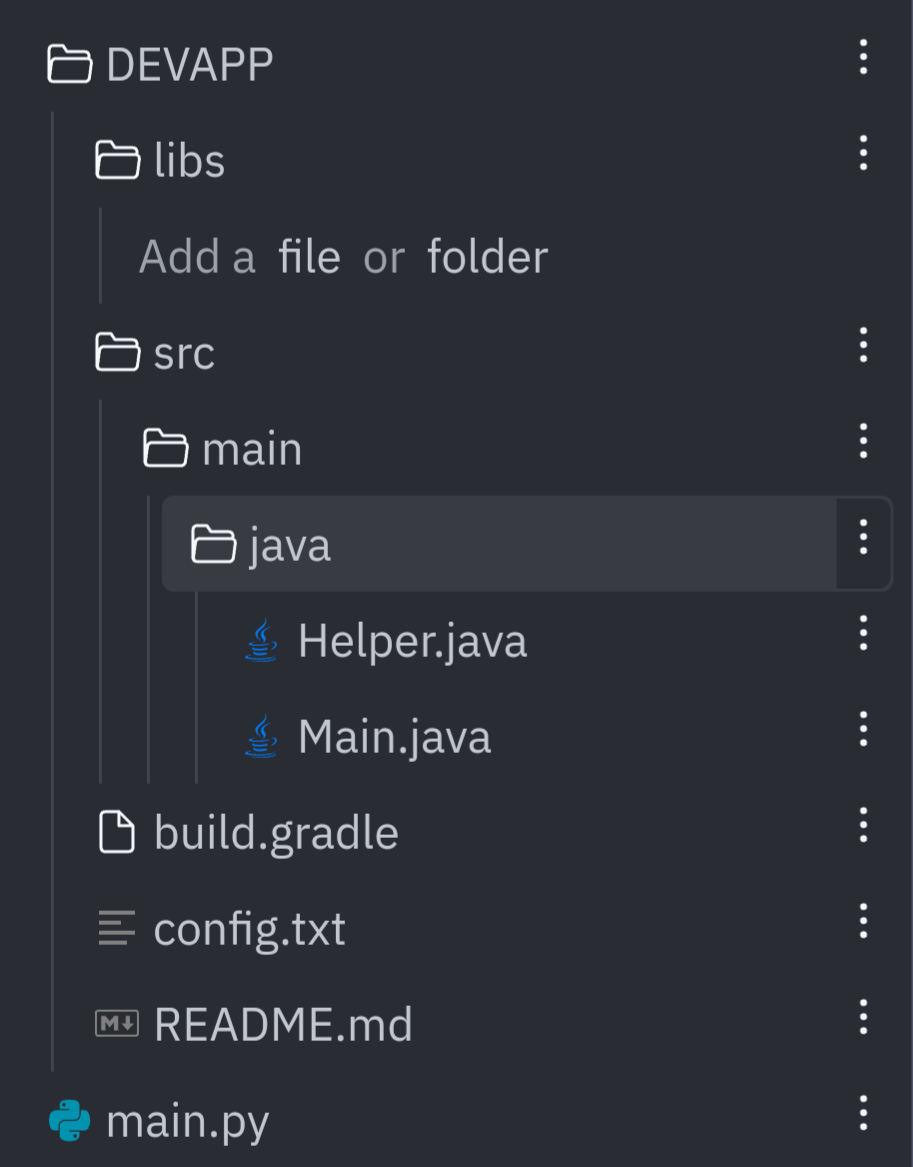 DEVAPP
libs
Add a file or folder
src
main
java
Helper.java
Main.java
build.gradle
config.txt
M↓ README.md
main.py